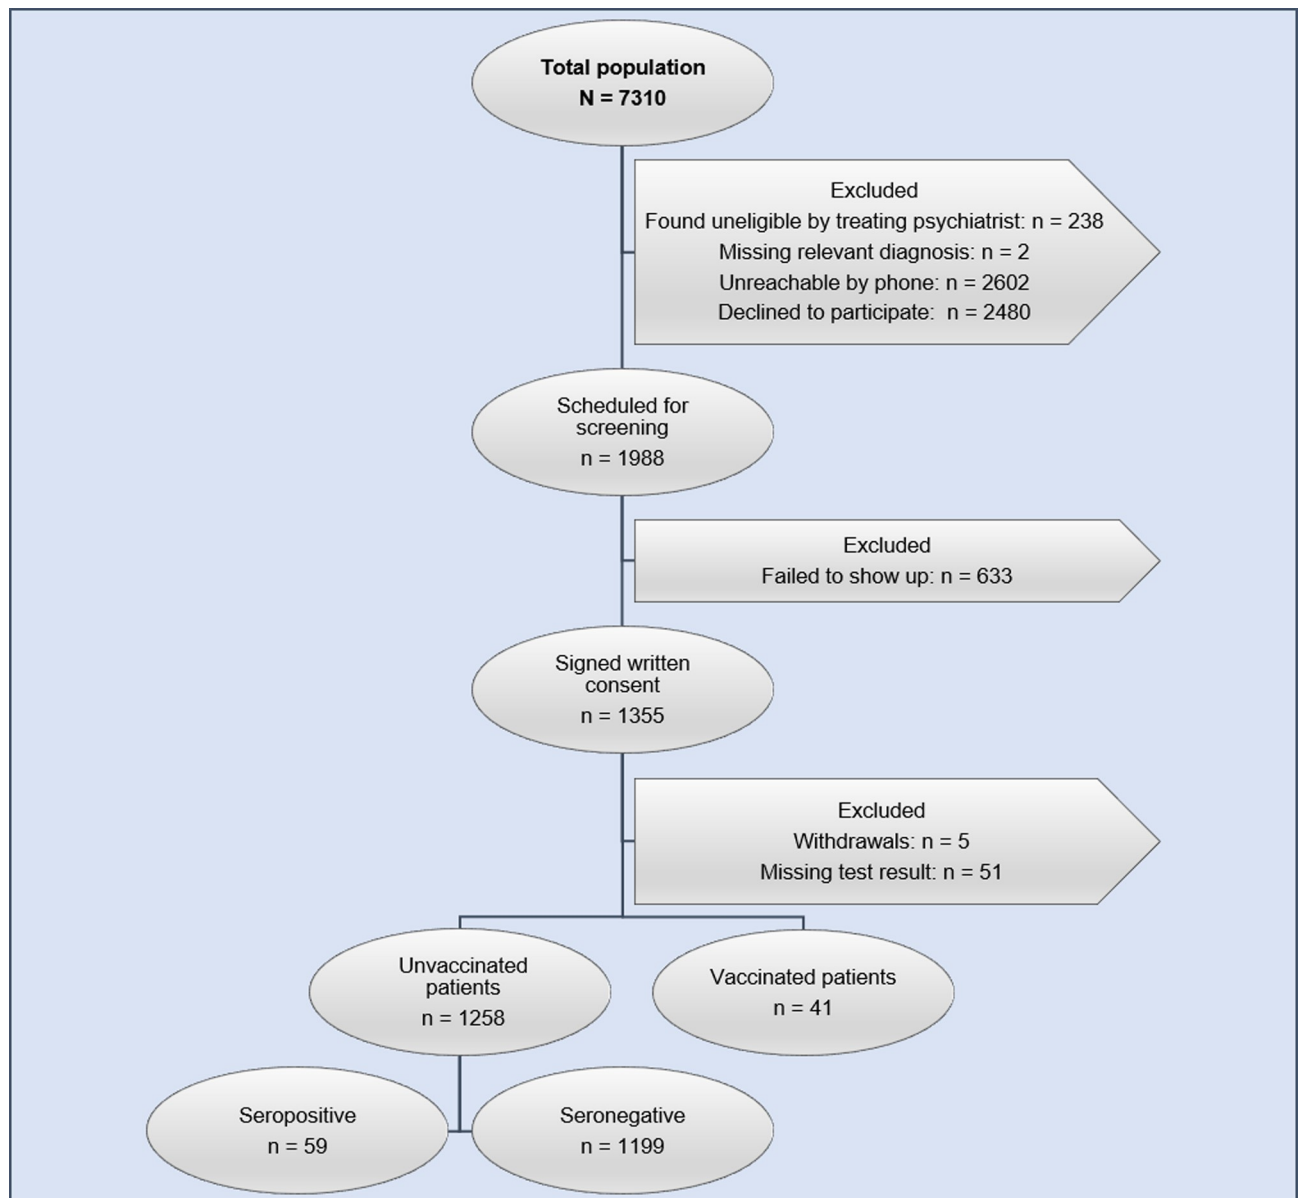 Total population
N = 7310
Excluded
Found uneligible by treating psychiatrist: n = 238
Missing relevant diagnosis: n = 2
Unreachable by phone: n = 2602
Declined to participate:  n = 2480
Scheduled for
screening
n = 1988
Excluded
Failed to show up: n = 633
Signed written
consent
n = 1355
Excluded
Withdrawals: n = 5
Missing test result: n = 51
Unvaccinated
patients
n = 1258
Vaccinated patients
n = 41
Seropositive
n = 59
Seronegative
n = 1199